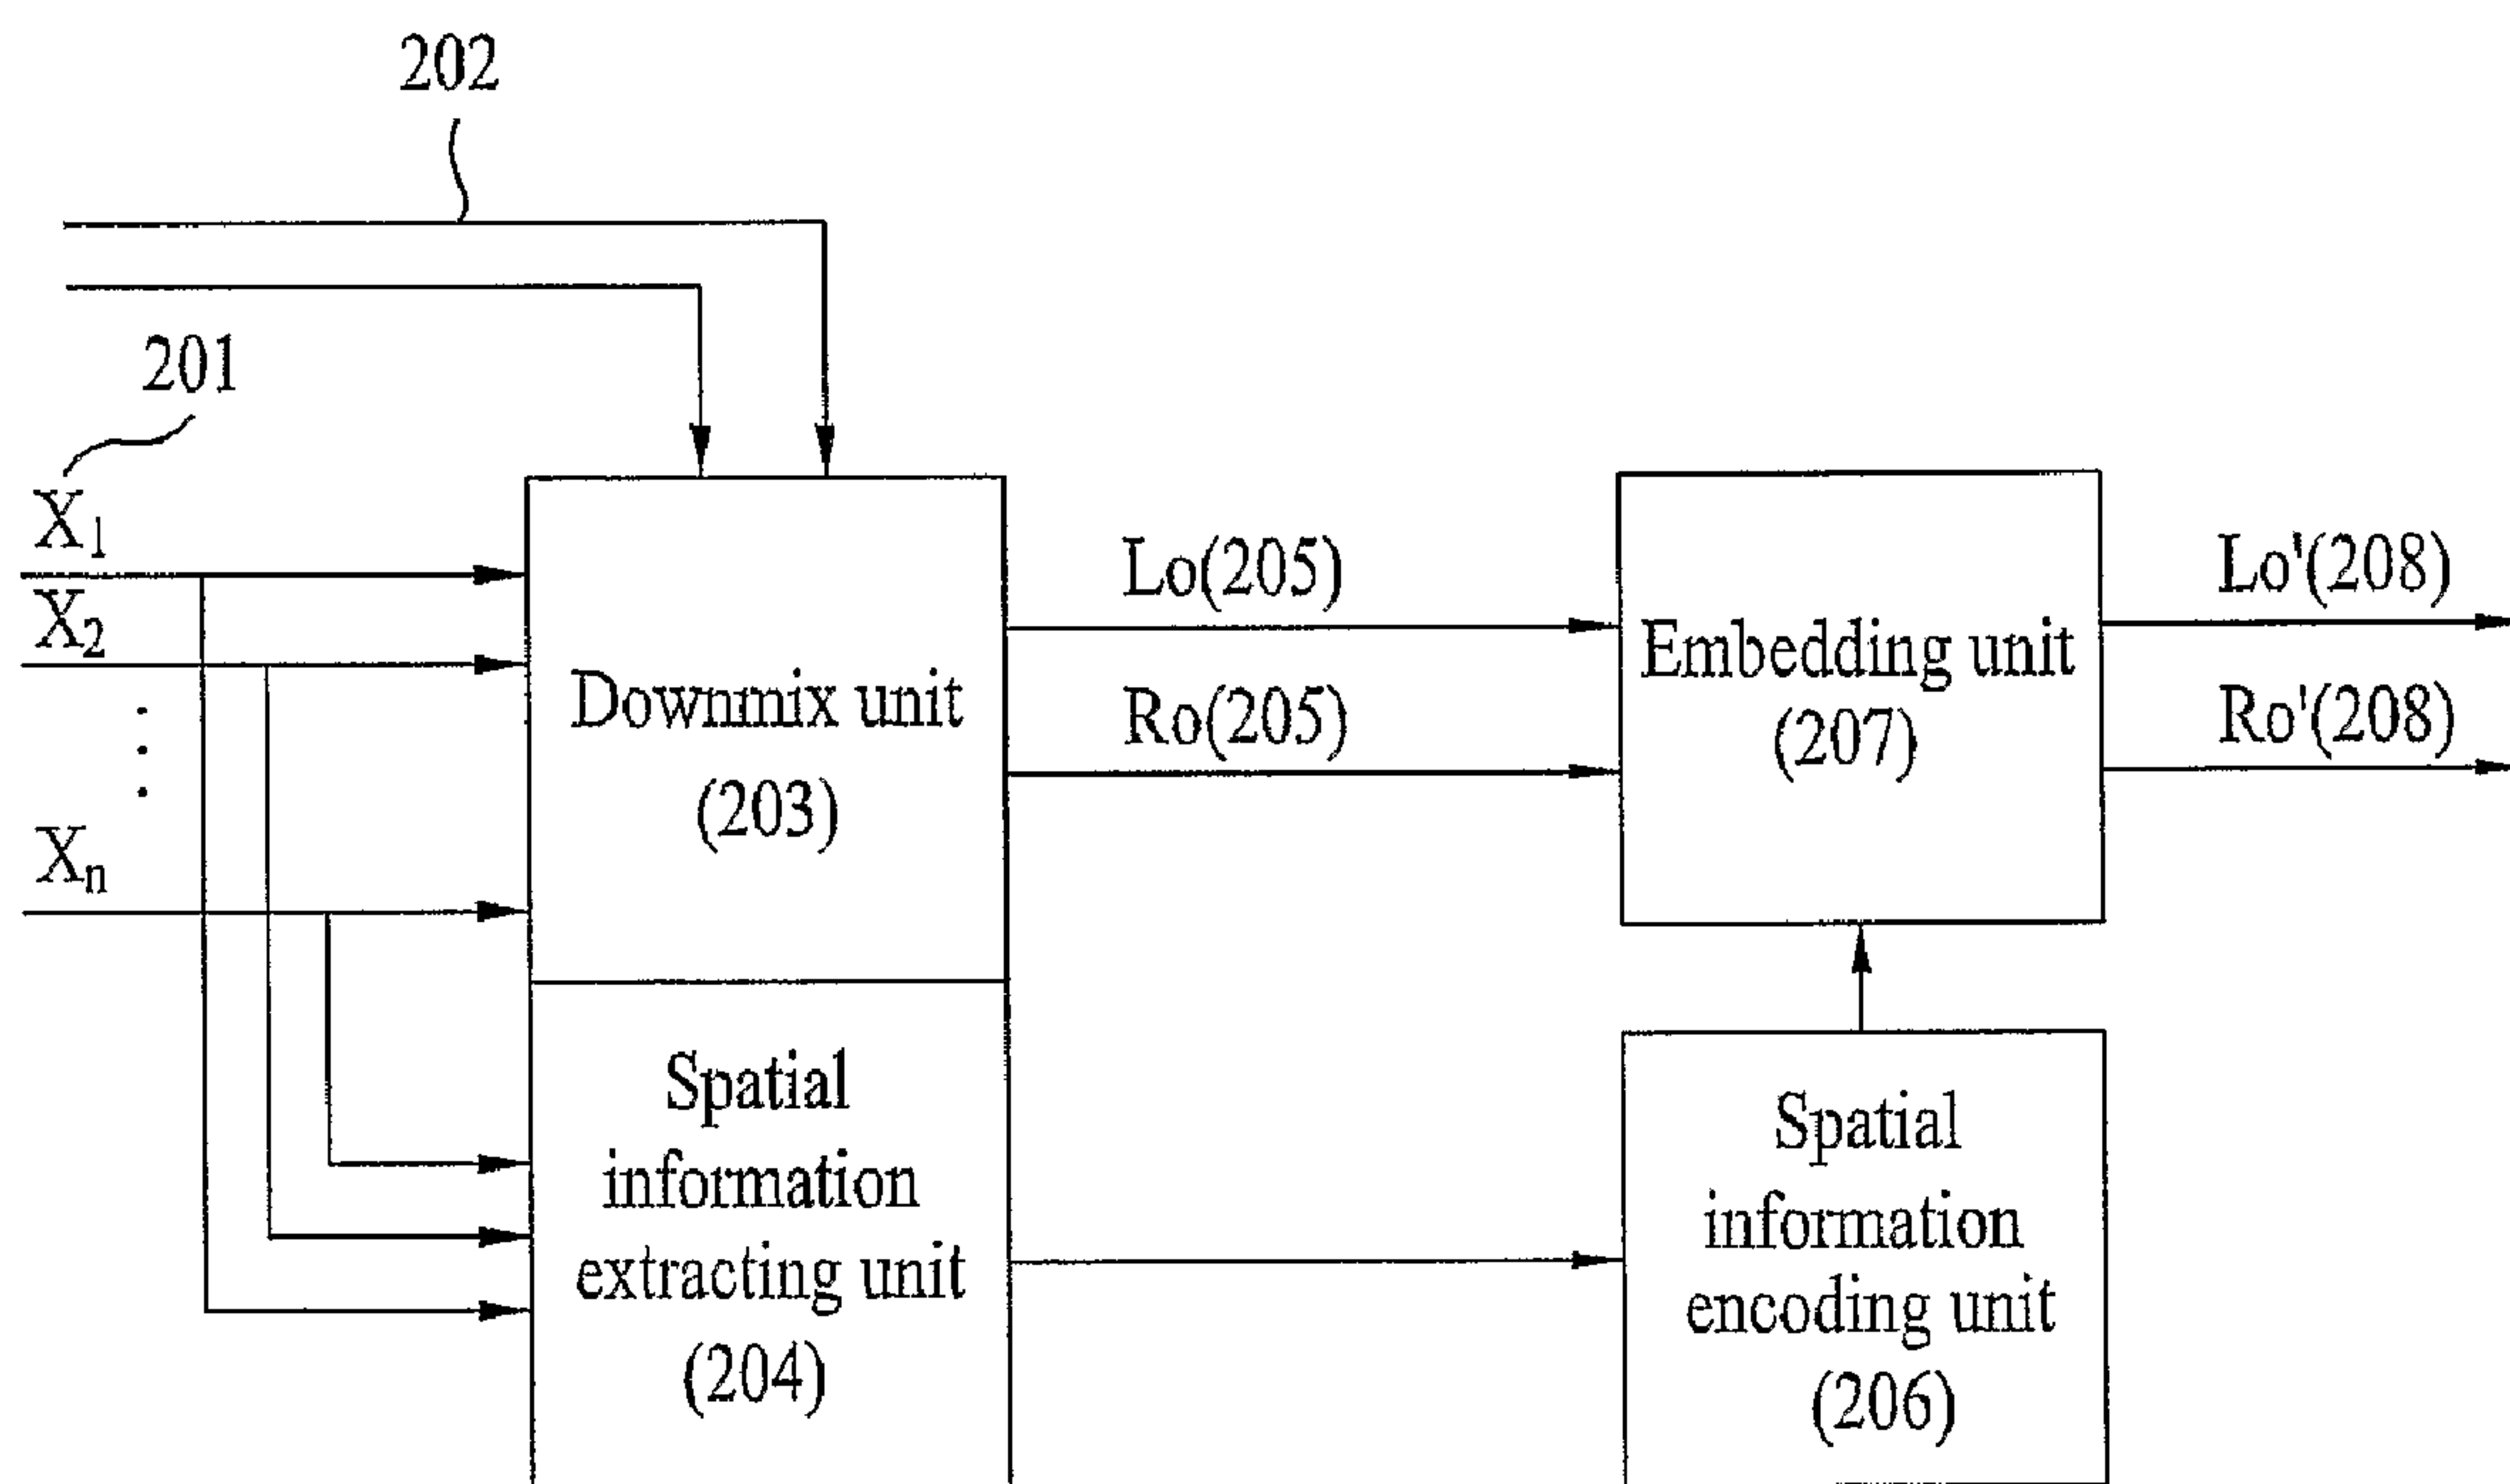 202
201
X1
X2
Xn
Downmix unit
(203)
Lo(205)
Ro(205)
Embedding unit
(207)
Lo'(208)
Ro'(208)
Spatial
information
extracting unit
(204)
Spatial
information
encoding unit
(206)